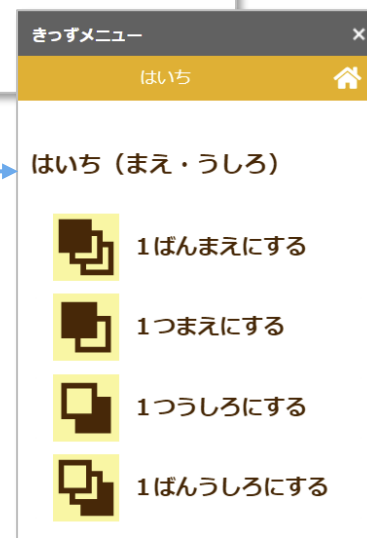 きっずメニュー
はいち
はいち（まえ・うしろ）
１ばんまえにする
１つまえにする
１つうしろにする
１ばんうしろにする